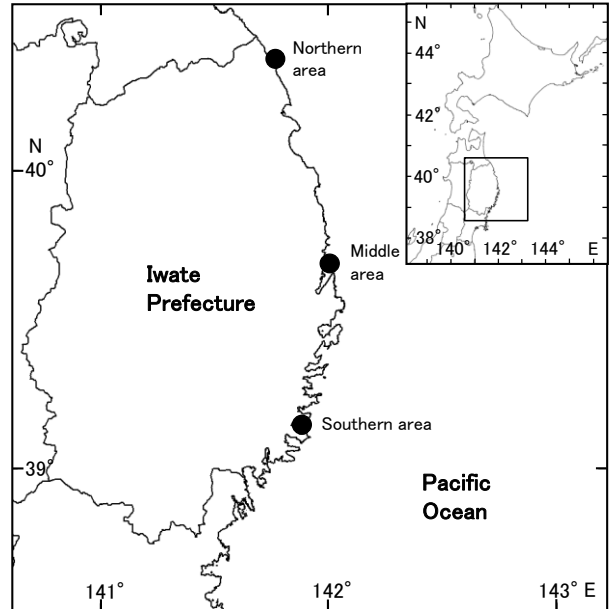 Northern
area
N
40°
Middle
area
Iwate
Prefecture
Southern area
39°
Pacific
Ocean
141°
142°
143° E
N
44°
42°
40°
38°
140°
142°
144°
E